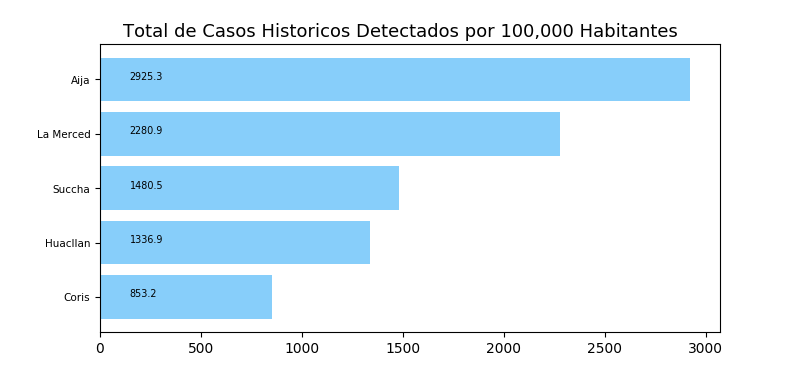 Total de Casos Historicos Detectados por 100,000 Habitantes
Aija 2925.3
La Merced 2280.9
Succha 1480.5
Huacllan 1336.9
Coris 853.2
0 500 1000 1500 2000 2500 3000